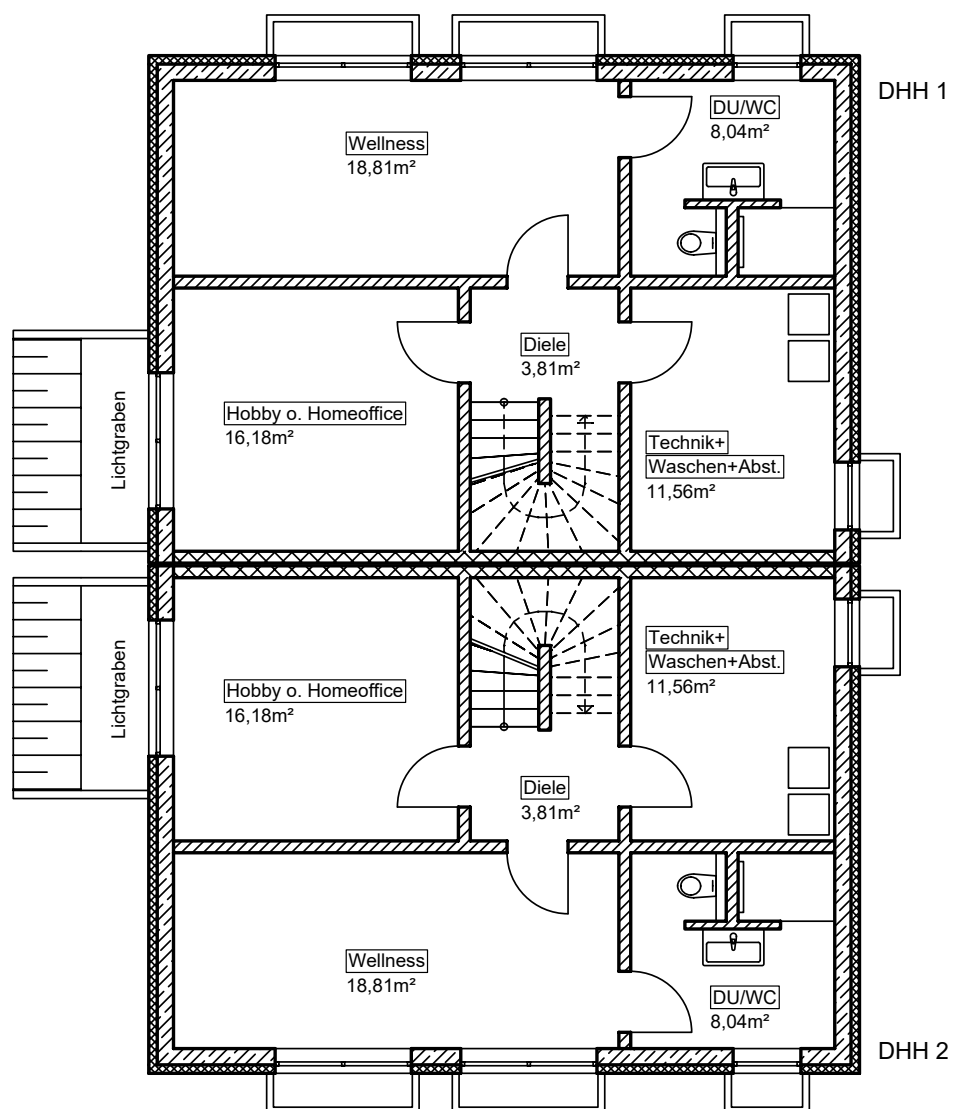 DHH 1
DU/WC
8,04m²
Wellness
18,81m²
Diele
3,81m²
Hobby o. Homeoffice
16,18m²
Technik+
Waschen+Abst.
11,56m²
Lichtgraben
Lichtgraben
Technik+
Waschen+Abst.
11,56m²
Hobby o. Homeoffice
16,18m²
Diele
3,81m²
Wellness
18,81m²
DU/WC
8,04m²
DHH 2